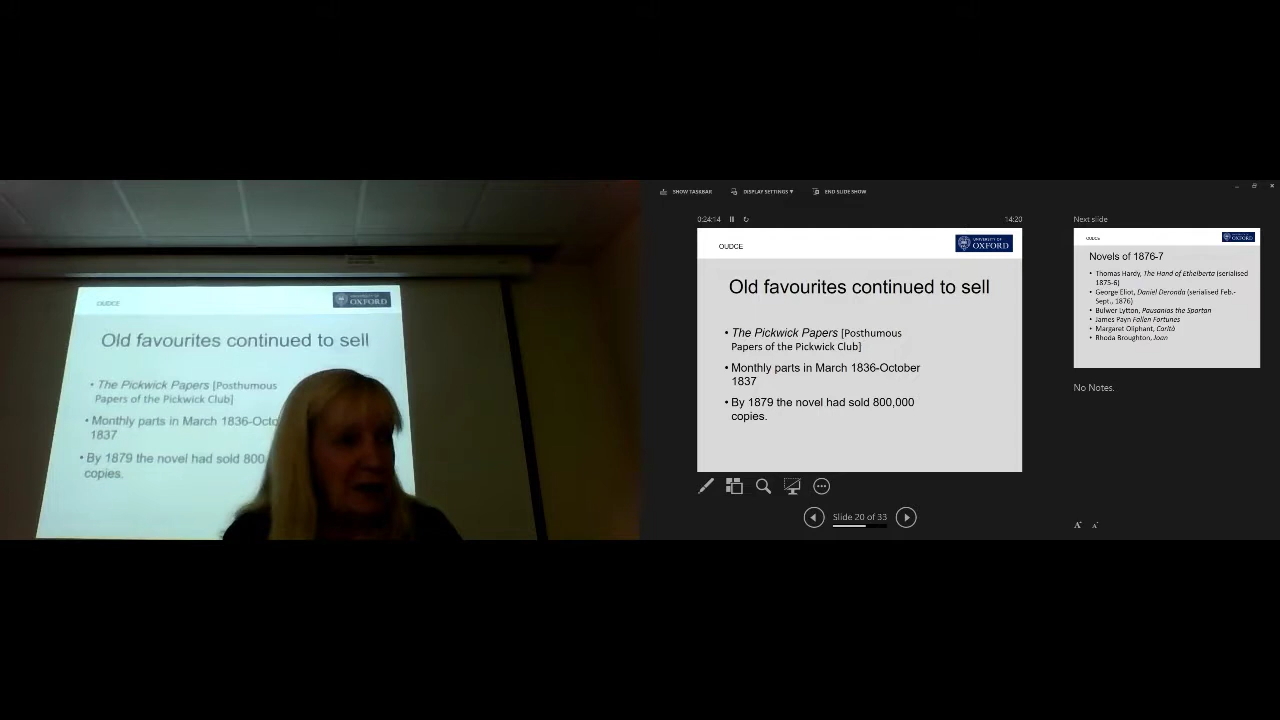 OUDCE
UNIVERSITY OF
OXFORD
Old favourites continued to sell
• The Pickwick Papers [Posthumous
Papers of the Pickwick Club]
• Monthly parts in March 1836-Octo
1837
• By 1879 the novel had sold 800,
copies.
SHOW TASKBAR
DISPLAY SETTINGS ▼
END SLIDE SHOW
0:24:14
14:20
OUDCE
UNIVERSITY OF
OXFORD
Old favourites continued to sell
• The Pickwick Papers [Posthumous
Papers of the Pickwick Club]
• Monthly parts in March 1836-October
1837
• By 1879 the novel had sold 800,000
copies.
Slide 20 of 33
Next slide
OUDCE
UNIVERSITY OF
OXFORD
Novels of 1876-7
• Thomas Hardy, The Hand of Ethelberta (serialised
1875-6)
• George Eliot, Daniel Deronda (serialised Feb.-
Sept., 1876)
• Bulwer Lytton, Pausanias the Spartan
• James Payn Fallen Fortunes
• Margaret Oliphant, Carità
• Rhoda Broughton, Joan
No Notes.
A A